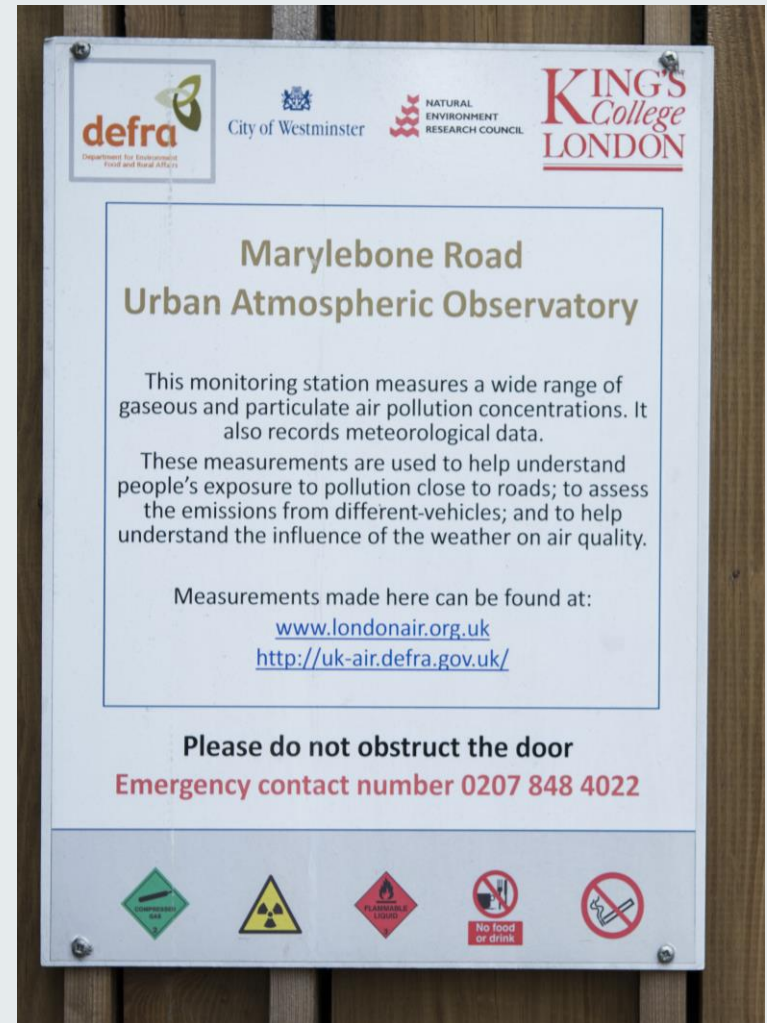 defra
Department for Environment
Food and Rural Affairs
City of Westminster
NATURAL
ENVIRONMENT
RESEARCH COUNCIL
KING'S
College
LONDON
Marylebone Road
Urban Atmospheric Observatory
This monitoring station measures a wide range of
gaseous and particulate air pollution concentrations. It
also records meteorological data.
These measurements are used to help understand
people's exposure to pollution close to roads; to assess
the emissions from different-vehicles; and to help
understand the influence of the weather on air quality.
Measurements made here can be found at:
www.londonair.org.uk
http://uk-air.defra.gov.uk/
Please do not obstruct the door
Emergency contact number 0207 848 4022
COMPRESSED
GAS
2
FLAMMABLE
LIQUID
3
No food
or drink